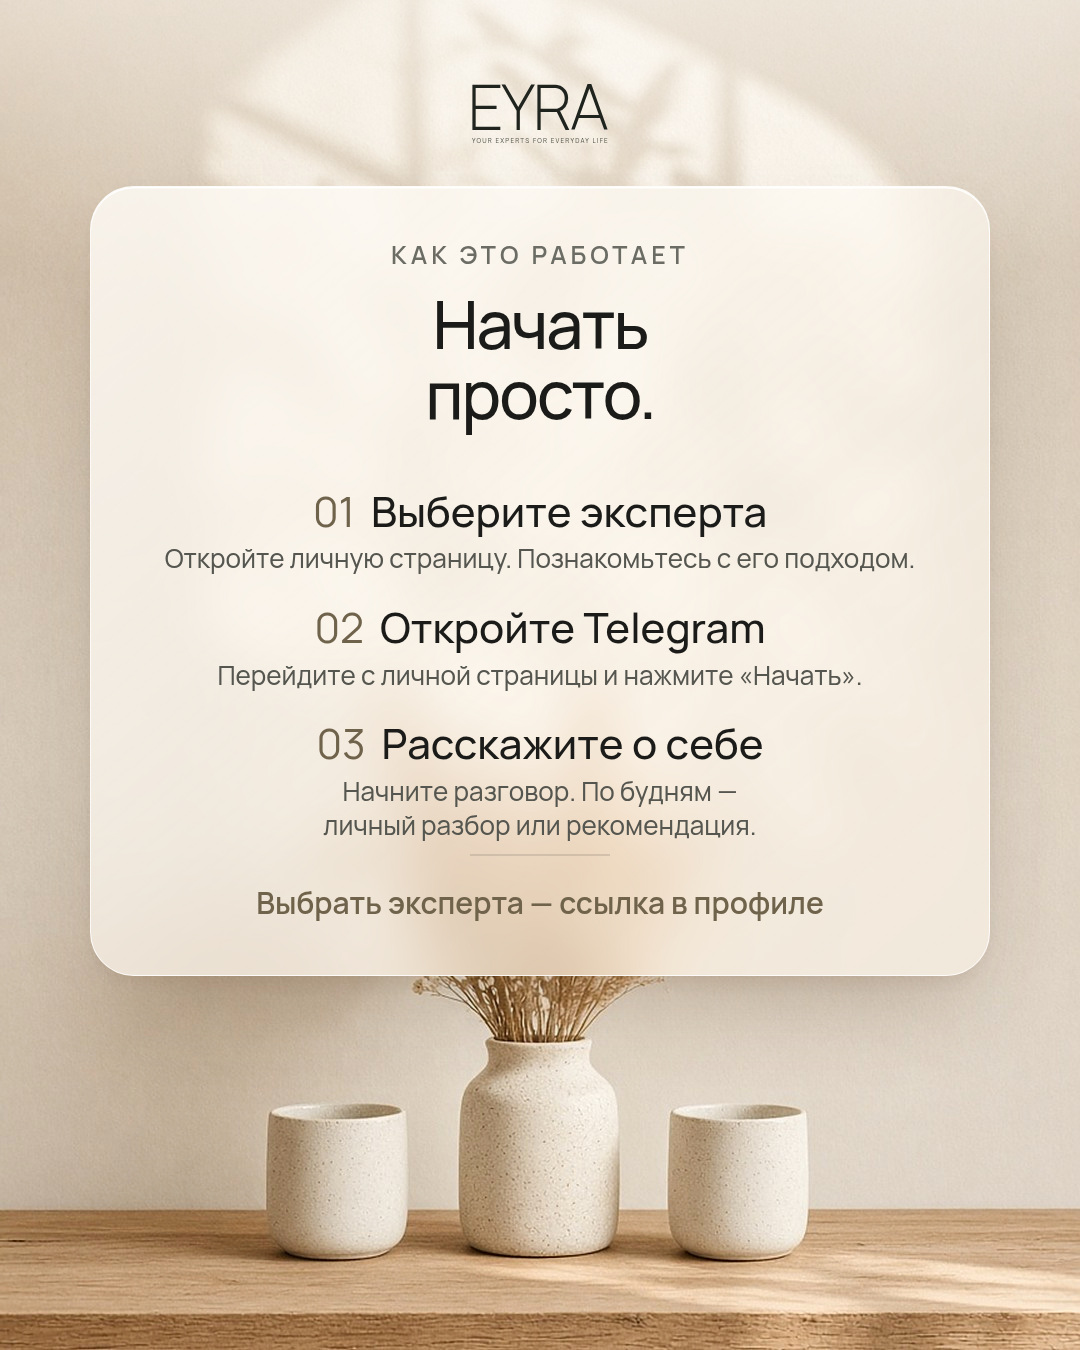 EYRA
YOUR EXPERTS FOR EVERYDAY LIFE
КАК ЭТО РАБОТАЕТ
Начать
просто.
01 Выберите эксперта
Откройте личную страницу. Познакомьтесь с его подходом.
02 Откройте Telegram
Перейдите с личной страницы и нажмите «Начать».
03 Расскажите о себе
Начните разговор. По будням —
личный разбор или рекомендация.
Выбрать эксперта — ссылка в профиле